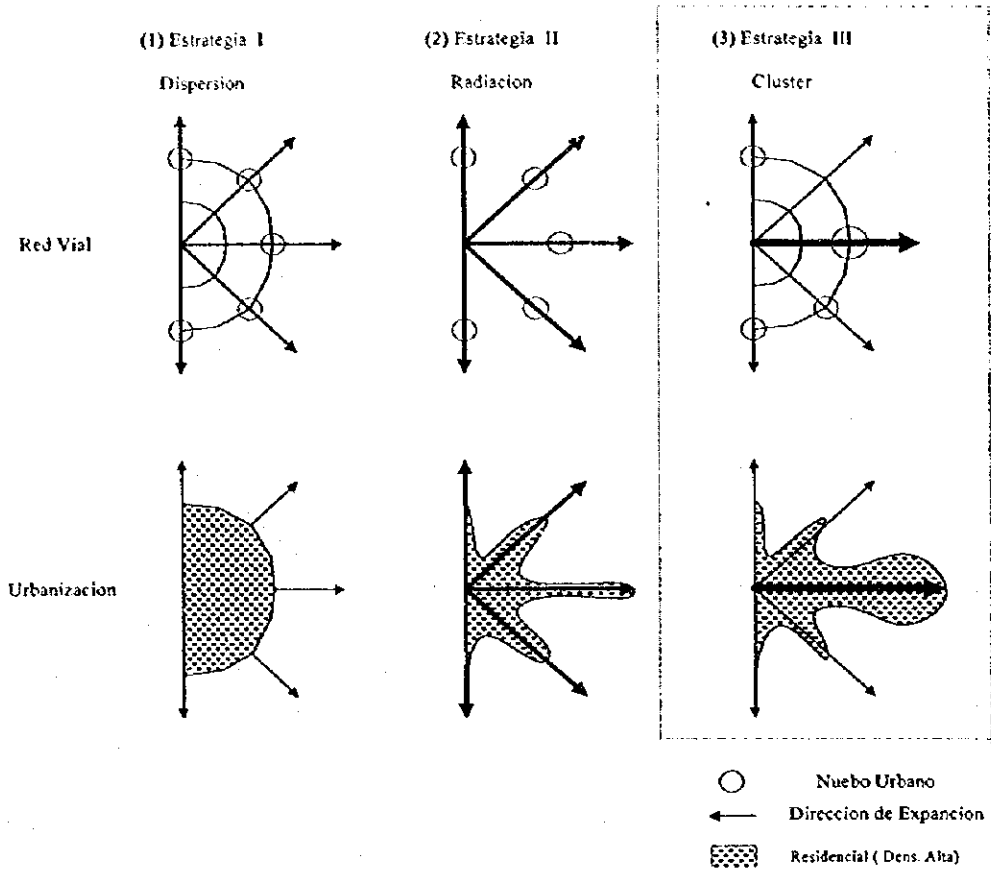 (1) Estrategia I
(2) Estrategia II
(3) Estrategia III
Dispersion
Radiacion
Cluster
Red Vial
Urbanizacion
Nuebo Urbano
Direccion de Expancion
Residencial ( Dens. Alta)